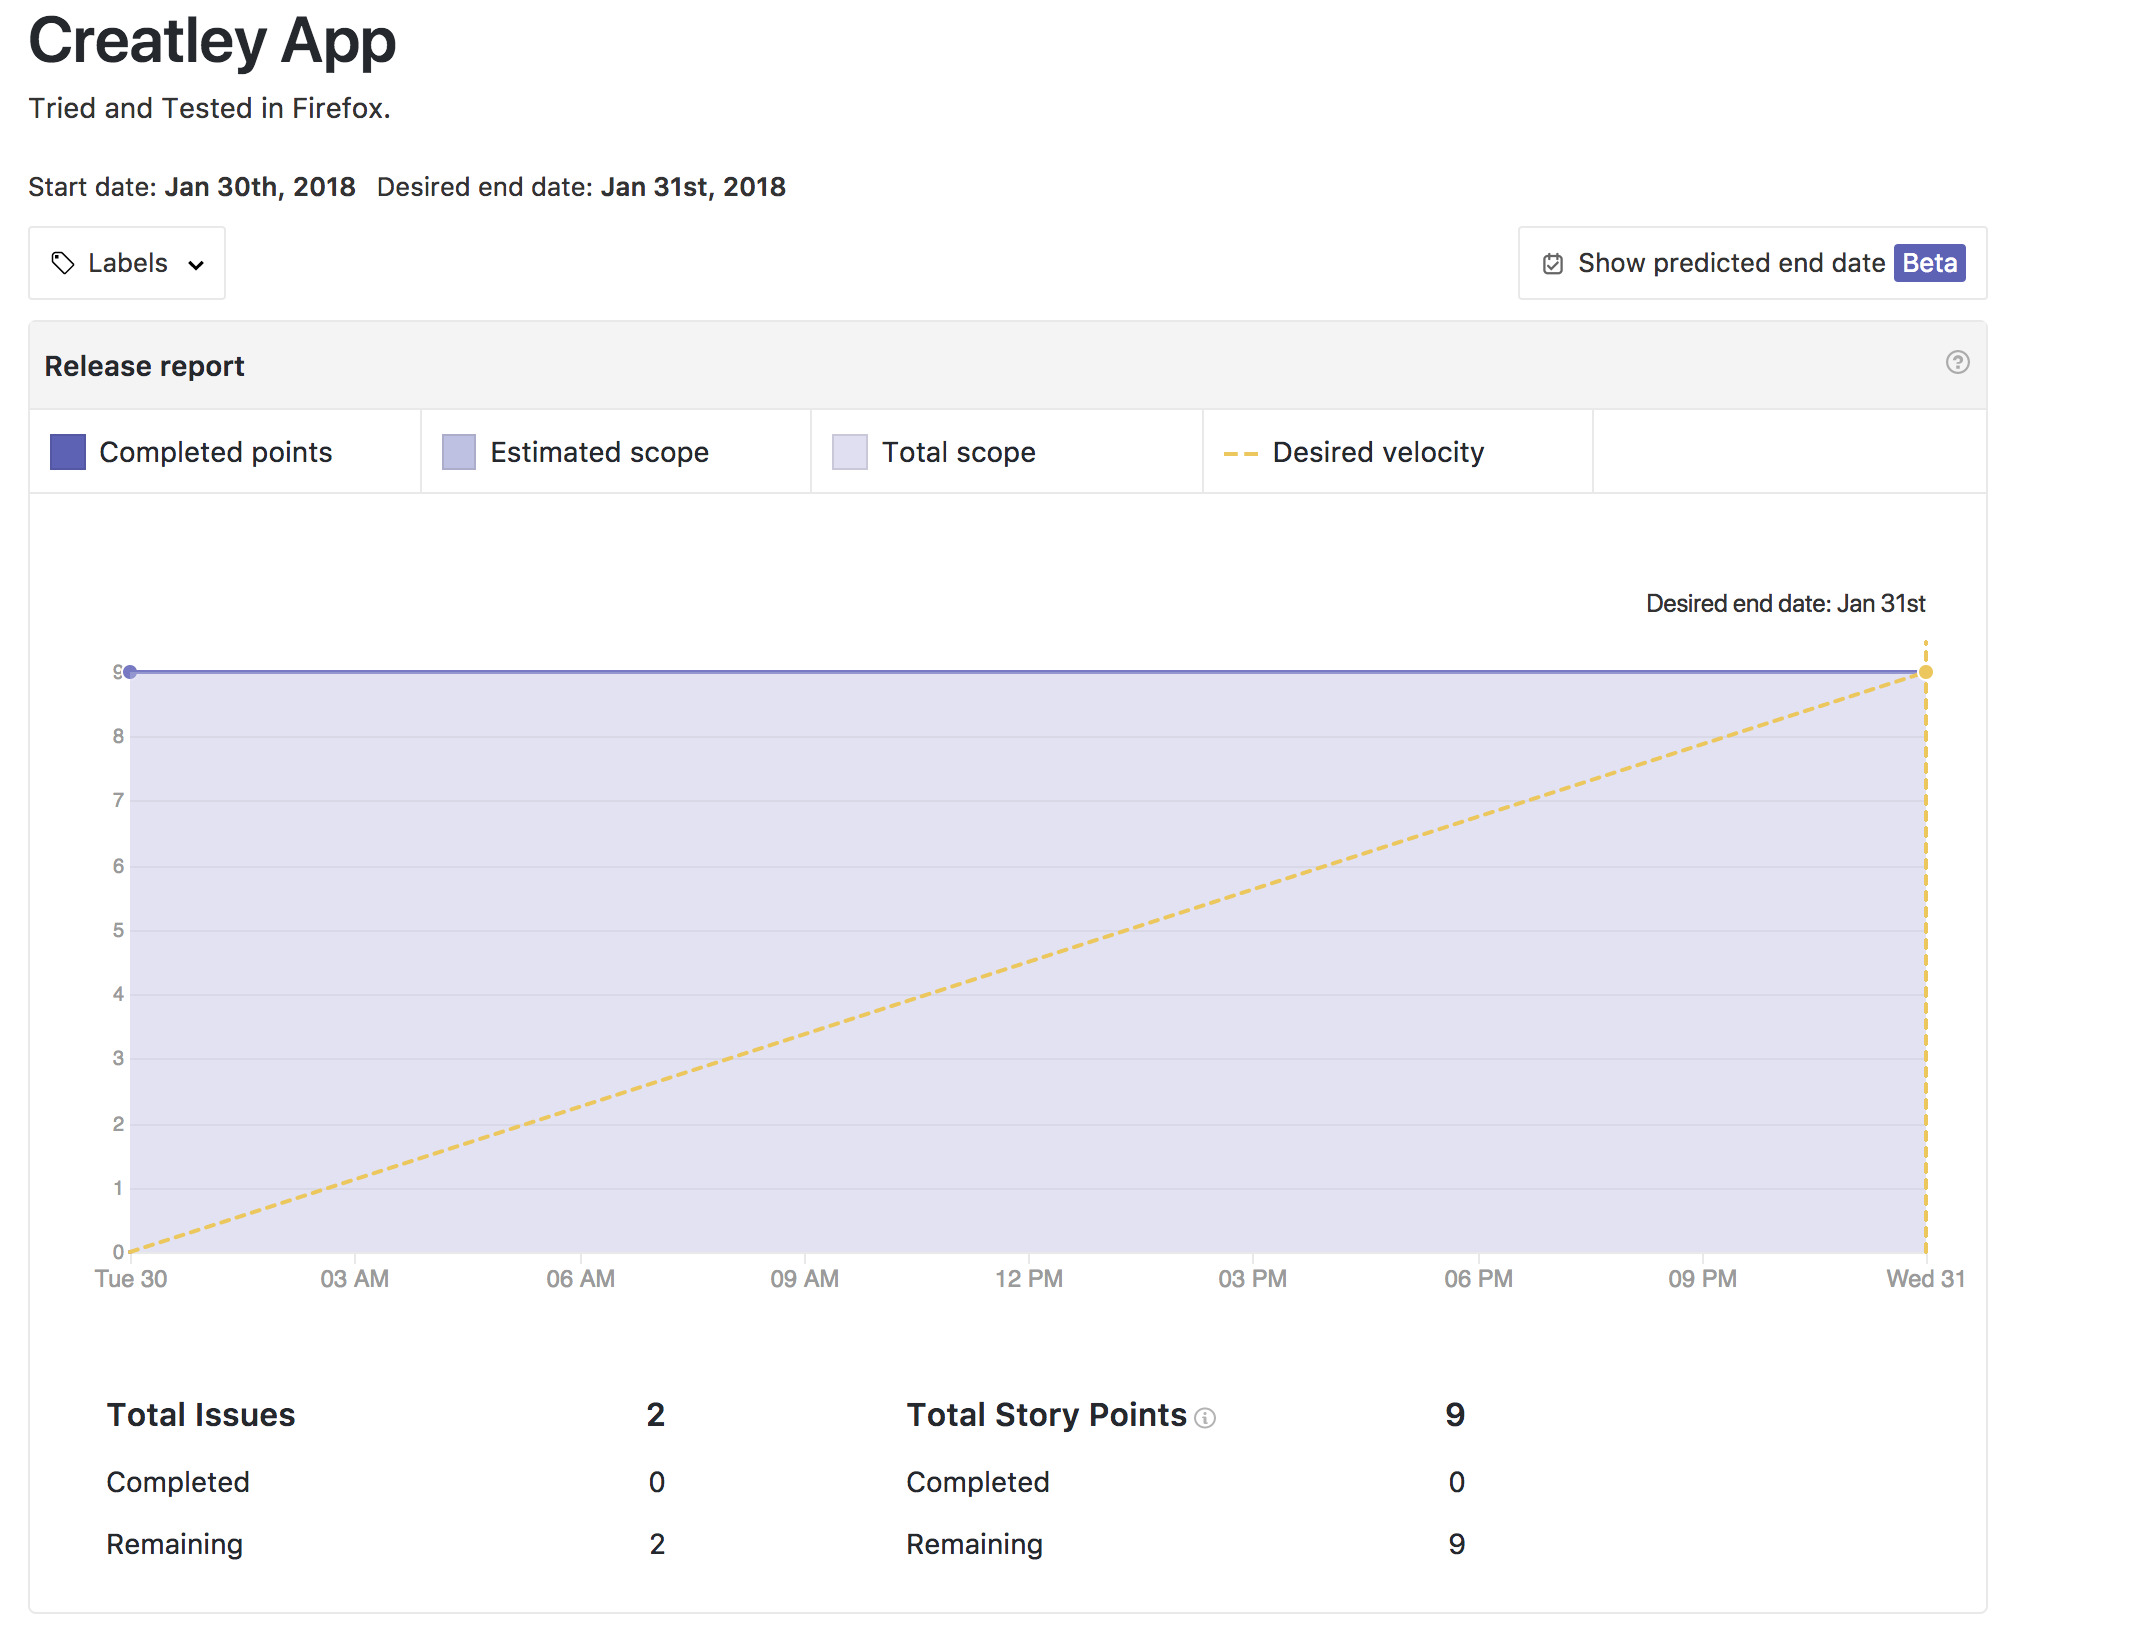 Creatley App
Tried and Tested in Firefox.
Start date: Jan 30th, 2018 Desired end date: Jan 31st, 2018
Labels
Show predicted end date Beta
Release report
Completed points
Estimated scope
Total scope
Desired velocity
Desired end date: Jan 31st
9
8
7
6
5
4
3
2
1
0
Tue 30 03 AM 06 AM 09 AM 12 PM 03 PM 06 PM 09 PM Wed 31
Total Issues 2 Total Story Points 9
Completed 0 Completed 0
Remaining 2 Remaining 9